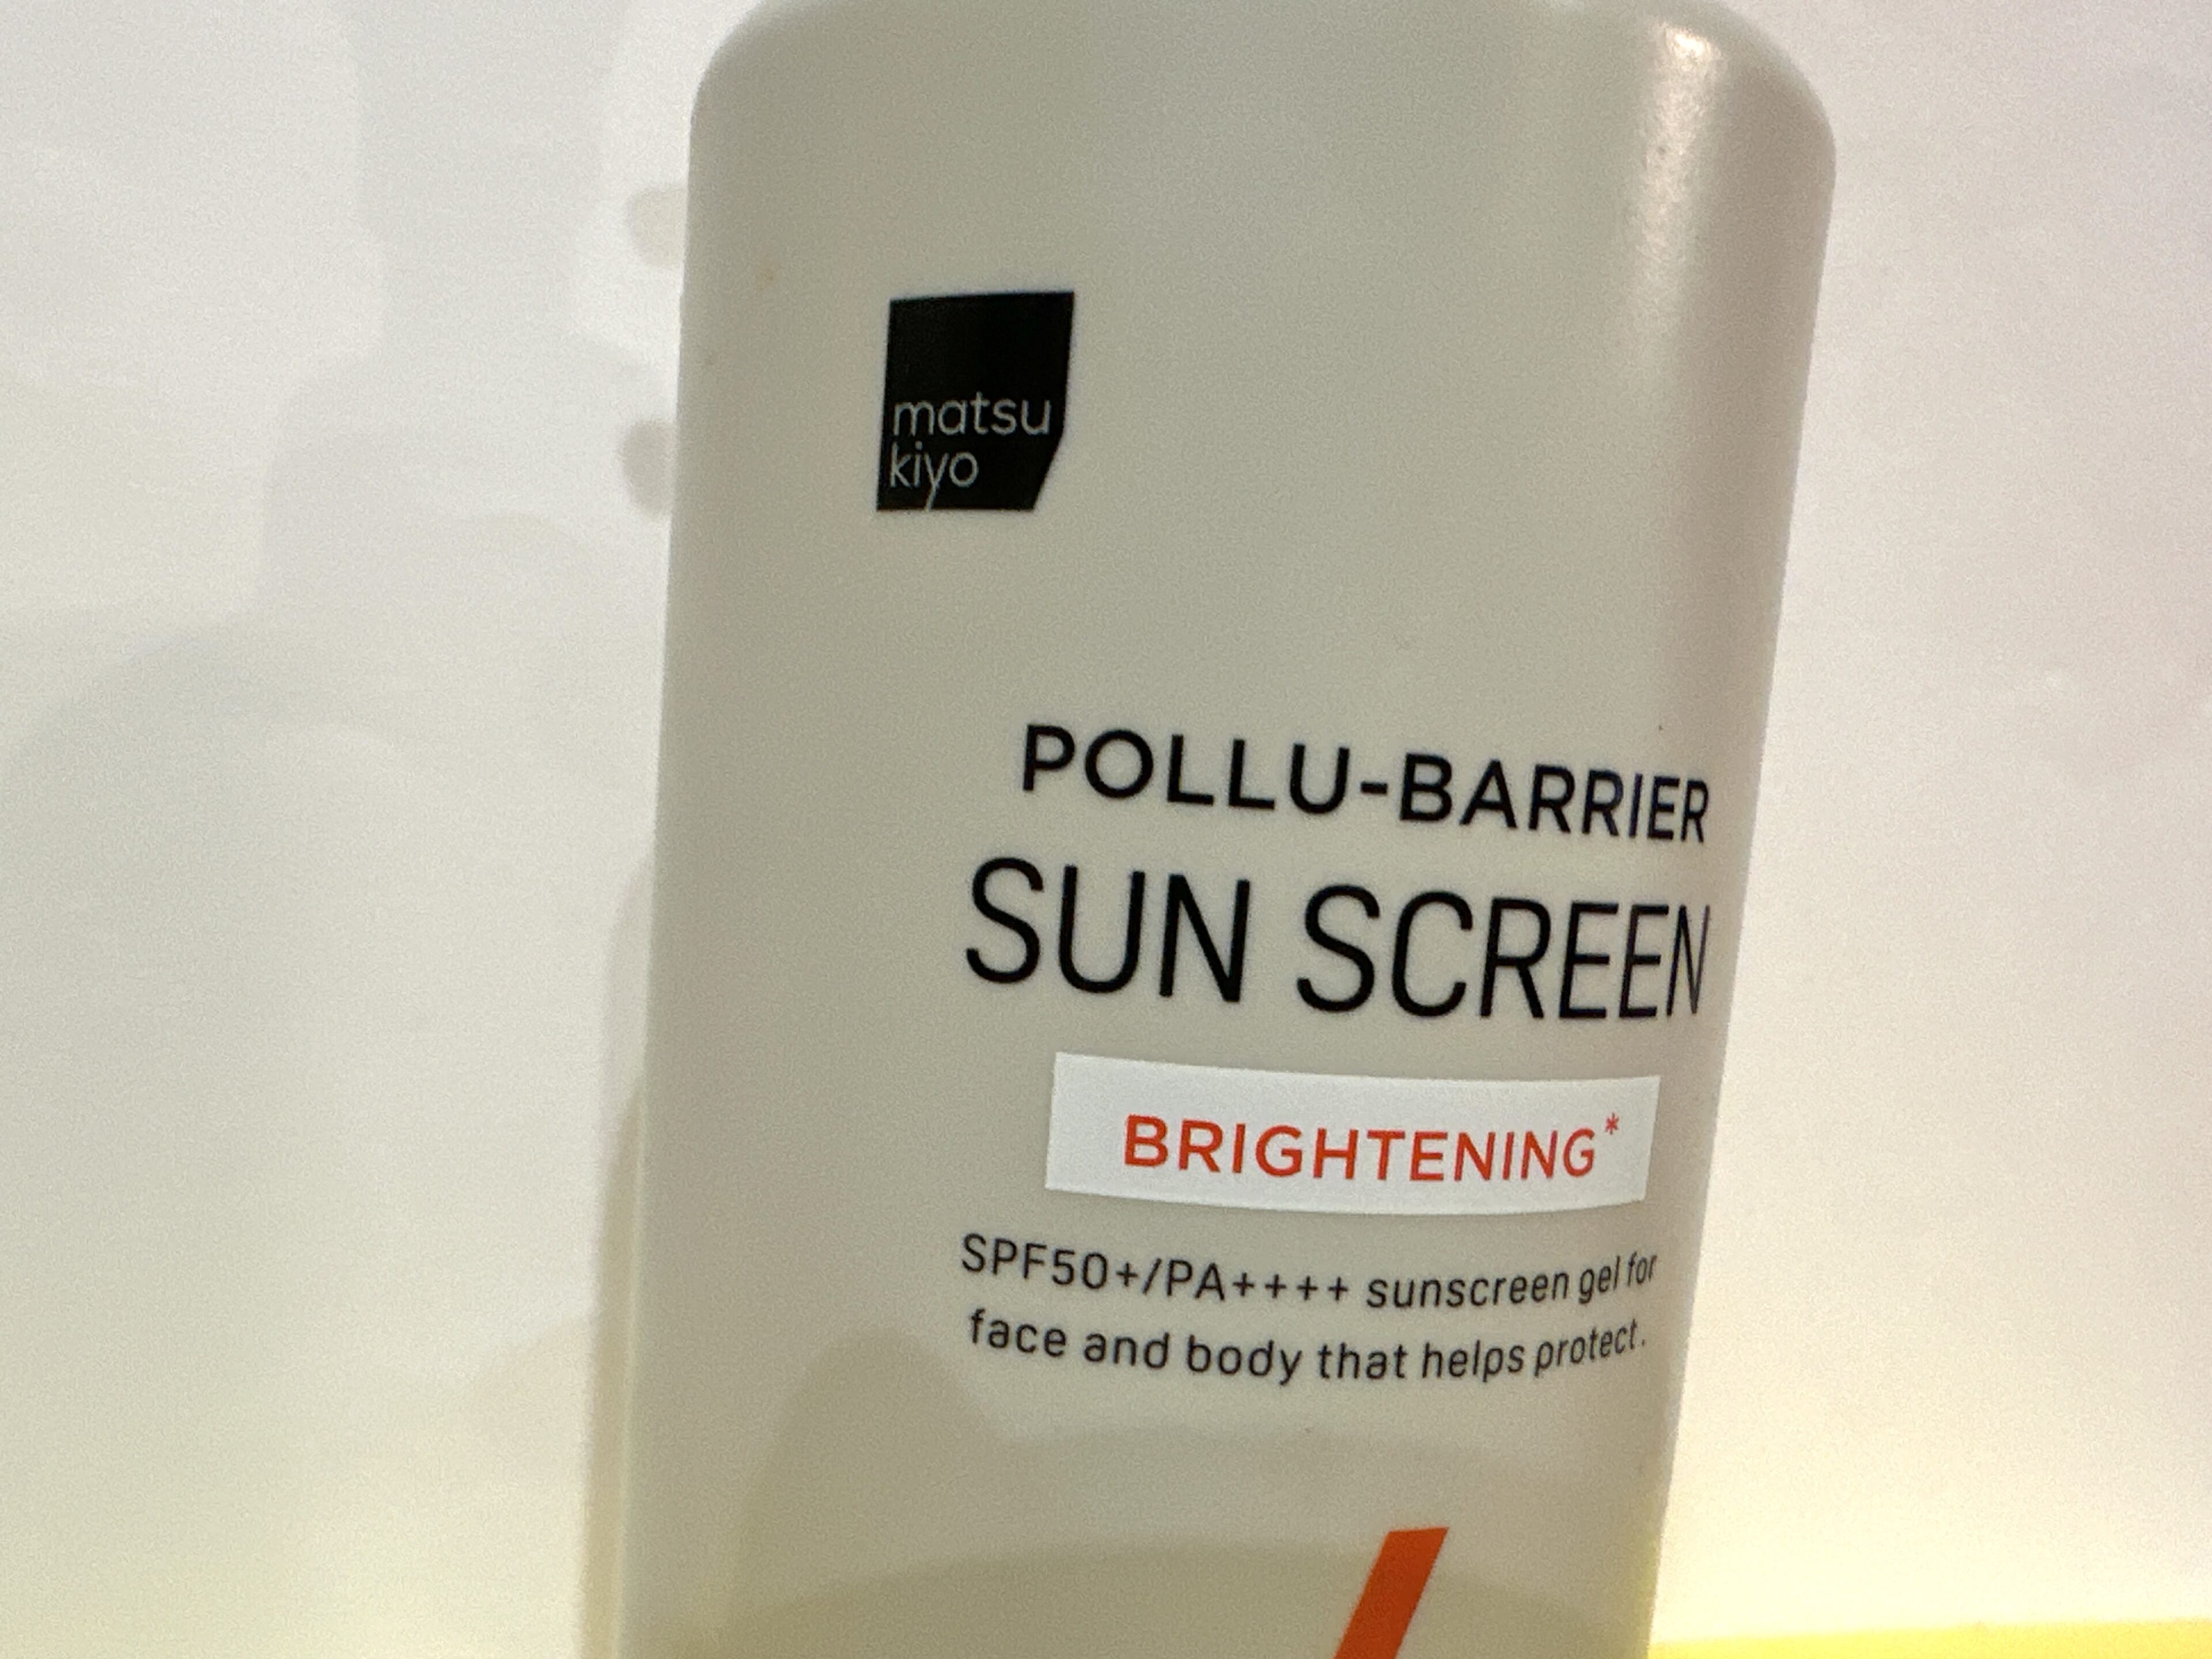 matsu
kiyo
POLLU-BARRIER
SUN SCREEN
BRIGHTENING*
SPF50+/PA++++ sunscreen gel for
face and body that helps protect.